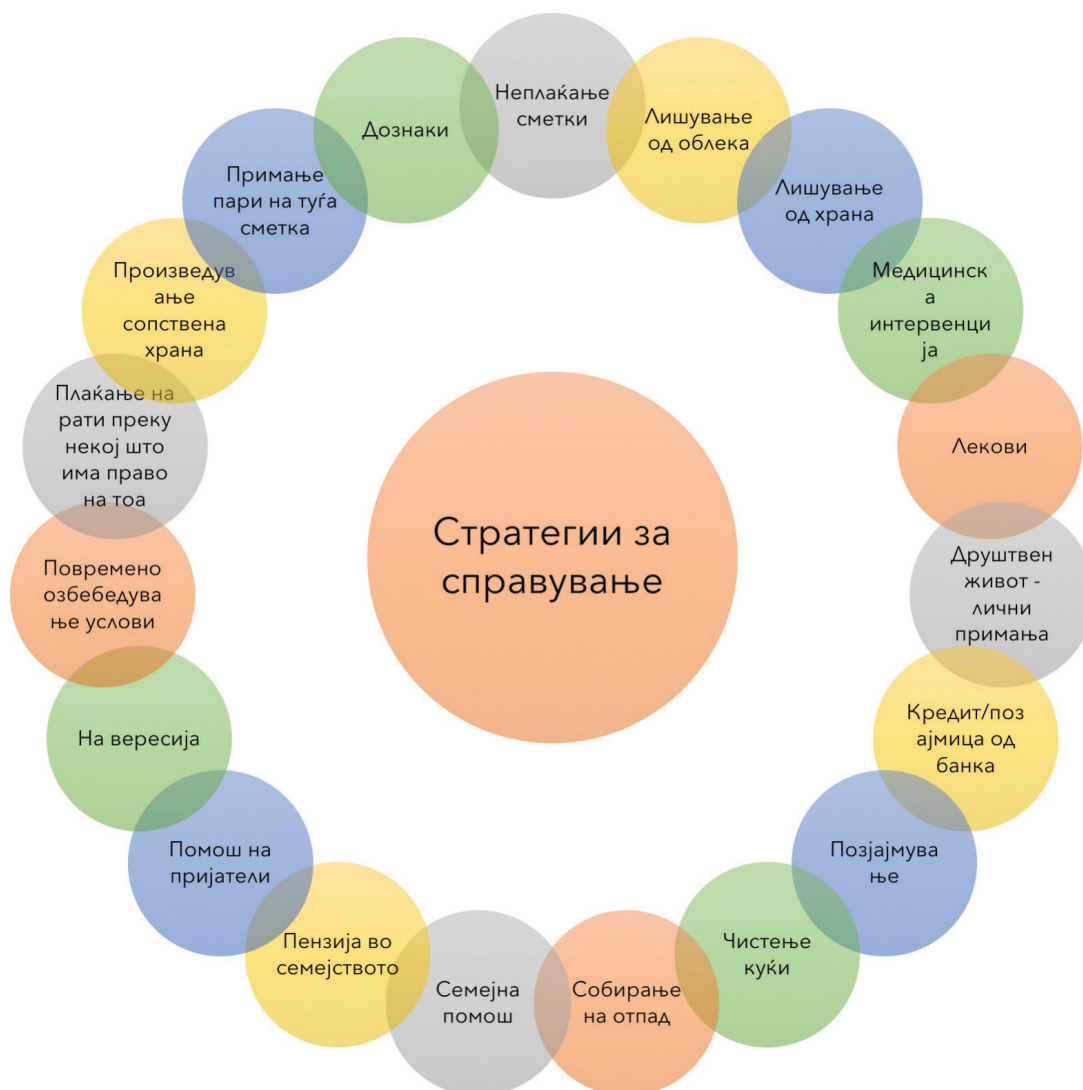 Неплаќање
сметки
Лишување
од облека
Лишување
од храна
Медицинск
а
интервенци
ја
Лекови
Друштвен
живот -
лични
примања
Кредит/поз
ајмица од
банка
Позјајмува
ње
Чистење
куќи
Собирање
на отпад
Семејна
помош
Пензија во
семејството
Помош на
пријатели
На вересија
Повремено
озбебедува
ње услови
Плаќање на
рати преку
некој што
има право
на тоа
Произведув
ање
сопствена
храна
Примање
пари на туѓа
сметка
Дознаки
Стратегии за
справување